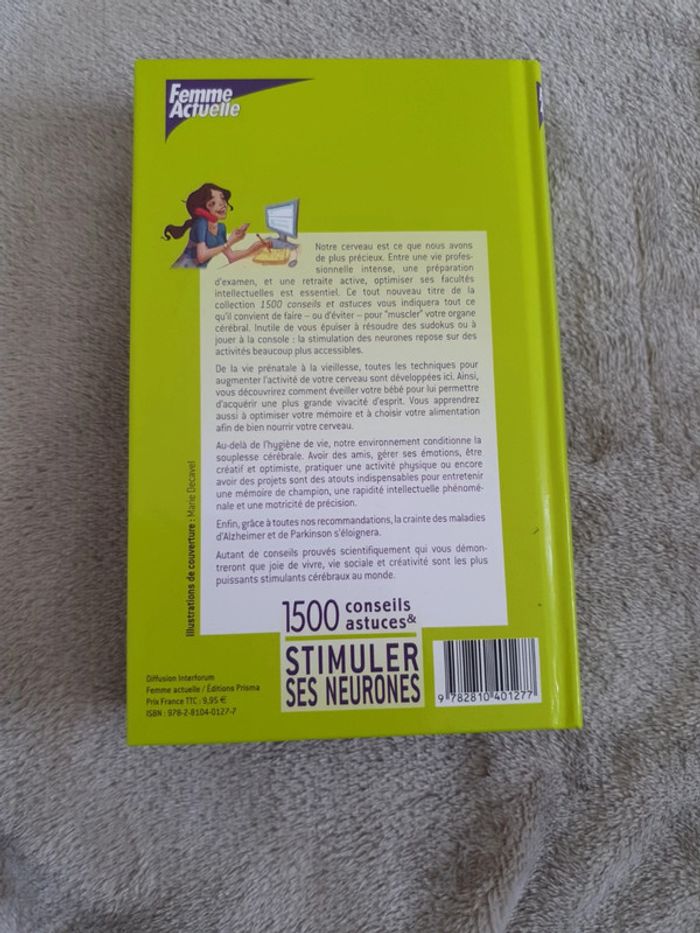 Femme
Actuelle
Notre cerveau est ce que nous avons
de plus précieux. Entre une vie profes-
sionnelle intense, une préparation
d'examen, et une retraite active, optimiser ses facultés
intellectuelles est essentiel. Ce tout nouveau titre de la
collection 1500 conseils et astuces vous indiquera tout ce
qu'il convient de faire – ou d'éviter – pour "muscler" votre organe
cérébral. Inutile de vous épuiser à résoudre des sudokus ou à
jouer à la console : la stimulation des neurones repose sur des
activités beaucoup plus accessibles.
De la vie prénatale à la vieillesse, toutes les techniques pour
augmenter l'activité de votre cerveau sont développées ici. Ainsi,
vous découvrirez comment éveiller votre bébé pour lui permettre
d'acquérir une plus grande vivacité d'esprit. Vous apprendrez
aussi à optimiser votre mémoire et à choisir votre alimentation
afin de bien nourrir votre cerveau.
Au-delà de l'hygiène de vie, notre environnement conditionne la
souplesse cérébrale. Avoir des amis, gérer ses émotions, être
créatif et optimiste, pratiquer une activité physique ou encore
avoir des projets sont des atouts indispensables pour entretenir
une mémoire de champion, une rapidité intellectuelle phénomé-
nale et une motricité de précision.
Enfin, grâce à toutes nos recommandations, la crainte des maladies
d'Alzheimer et de Parkinson s'éloignera.
Autant de conseils prouvés scientifiquement qui vous démon-
treront que joie de vivre, vie sociale et créativité sont les plus
puissants stimulants cérébraux au monde.
Illustrations de couverture : Marie Decavel
1500 conseils
astuces&
STIMULER
SES NEURONES
Diffusion Interforum
Femme actuelle / Éditions Prisma
Prix France TTC : 9,95 €
ISBN : 978-2-8104-0127-7
9 782810 401277